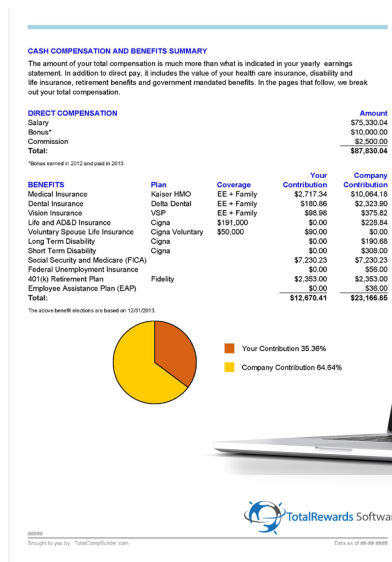 CASH COMPENSATION AND BENEFITS SUMMARY
The amount of your total compensation is much more than what is indicated in your yearly earnings
statement. In addition to direct pay, it includes the value of your health care insurance, disability and
life insurance, retirement benefits and government mandated benefits. In the pages that follow, we break
out your total compensation.
DIRECT COMPENSATION Amount
Salary $75,330.04
Bonus* $10,000.00
Commission $2,500.00
Total: $87,830.04
*Bonus earned in 2012 and paid in 2013.
Your Company
BENEFITS Plan Coverage Contribution Contribution
Medical Insurance Kaiser HMO EE + Family $2,717.34 $10,064.18
Dental Insurance Delta Dental EE + Family $180.86 $2,323.90
Vision Insurance VSP EE + Family $98.98 $375.82
Life and AD&D Insurance Cigna $191,000 $0.00 $228.84
Voluntary Spouse Life Insurance Cigna Voluntary $50,000 $90.00 $0.00
Long Term Disability Cigna $0.00 $190.68
Short Term Disability Cigna $0.00 $308.00
Social Security and Medicare (FICA) $7,230.23 $7,230.23
Federal Unemployment Insurance $0.00 $56.00
401(k) Retirement Plan Fidelity $2,353.00 $2,353.00
Employee Assistance Plan (EAP) $0.00 $36.00
Total: $12,670.41 $23,166.65
The above benefit elections are based on 12/31/2013.
Your Contribution 35.36%
Company Contribution 64.64%
TotalRewards Softwar
#####
Brought to you by TotalCompBuilder.com Data as of ##-##-####